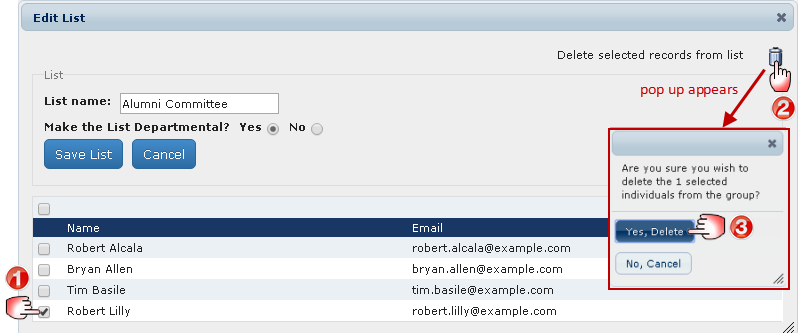 Edit List
Delete selected records from list
pop up appears
2
List
List name: Alumni Committee
Make the List Departmental? Yes No
Save List Cancel
Are you sure you wish to
delete the 1 selected
individuals from the group?
Yes, Delete
3
No, Cancel
Name Email
Robert Alcala robert.alcala@example.com
Bryan Allen bryan.allen@example.com
Tim Basile tim.basile@example.com
1
Robert Lilly robert.lilly@example.com